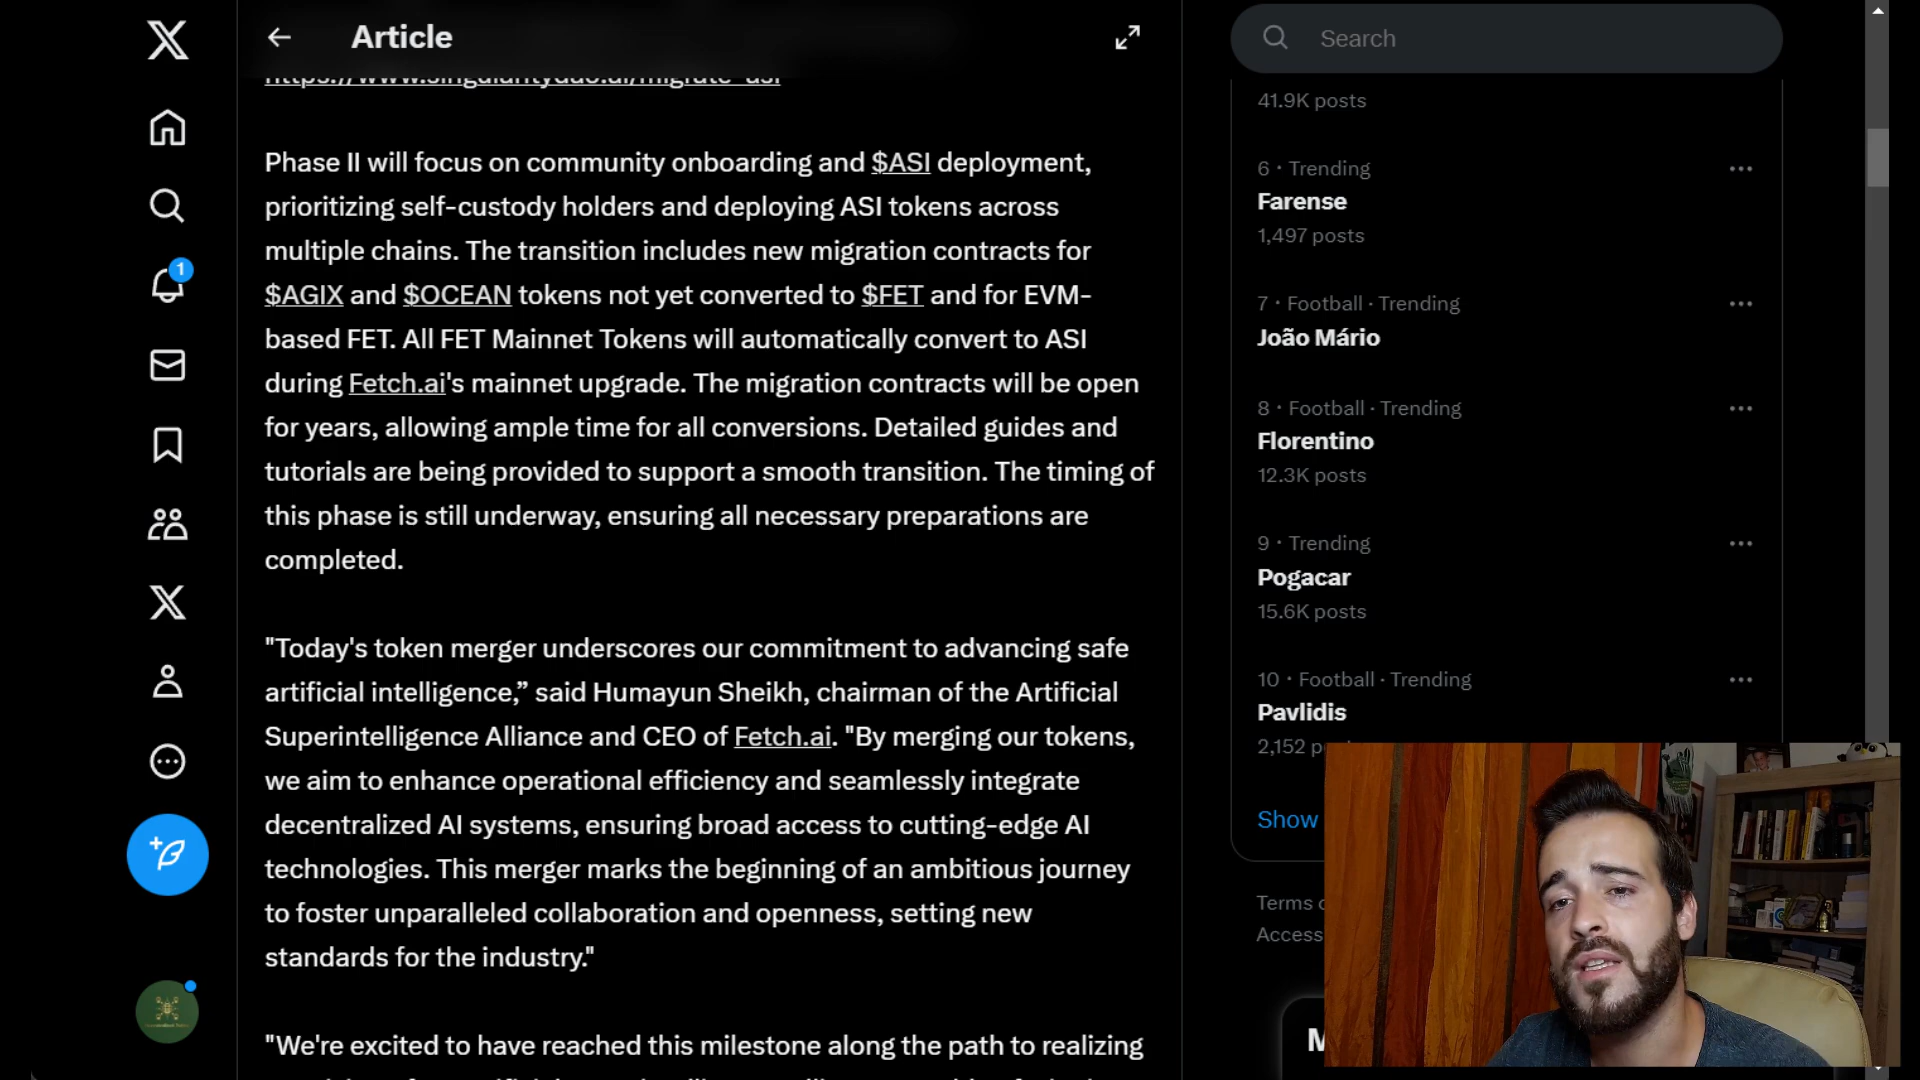 Article
https://www.singularitydao.ai/migrate-asi
Phase II will focus on community onboarding and $ASI deployment,
prioritizing self-custody holders and deploying ASI tokens across
multiple chains. The transition includes new migration contracts for
$AGIX and $OCEAN tokens not yet converted to $FET and for EVM-
based FET. All FET Mainnet Tokens will automatically convert to ASI
during Fetch.ai's mainnet upgrade. The migration contracts will be open
for years, allowing ample time for all conversions. Detailed guides and
tutorials are being provided to support a smooth transition. The timing of
this phase is still underway, ensuring all necessary preparations are
completed.
"Today's token merger underscores our commitment to advancing safe
artificial intelligence,” said Humayun Sheikh, chairman of the Artificial
Superintelligence Alliance and CEO of Fetch.ai. "By merging our tokens,
we aim to enhance operational efficiency and seamlessly integrate
decentralized AI systems, ensuring broad access to cutting-edge AI
technologies. This merger marks the beginning of an ambitious journey
to foster unparalleled collaboration and openness, setting new
standards for the industry."
"We're excited to have reached this milestone along the path to realizing
1
Search
41.9K posts
6 · Trending
Farense
1,497 posts
7 · Football · Trending
João Mário
8 · Football · Trending
Florentino
12.3K posts
9 · Trending
Pogacar
15.6K posts
10 · Football · Trending
Pavlidis
2,152
Show
Terms
Access